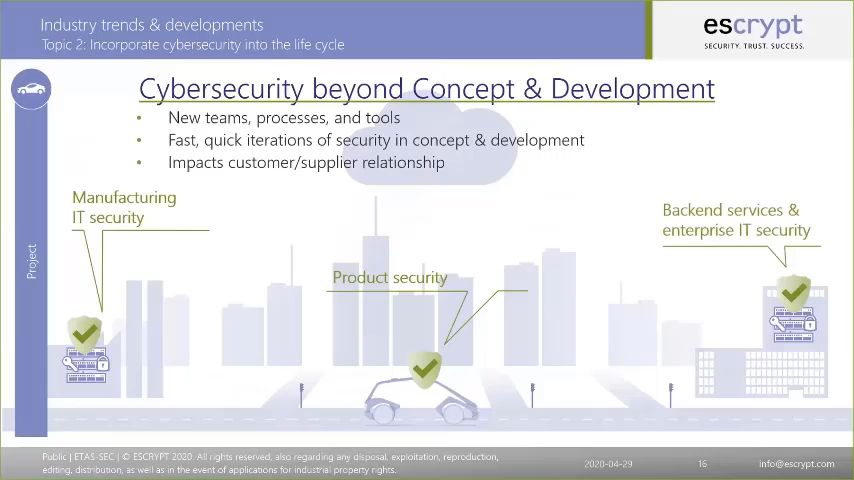 Industry trends & developments
Topic 2: Incorporate cybersecurity into the life cycle
escrypt
SECURITY. TRUST. SUCCESS.
Cybersecurity beyond Concept & Development
• New teams, processes, and tools
• Fast, quick iterations of security in concept & development
• Impacts customer/supplier relationship
Manufacturing
IT security
Backend services &
enterprise IT security
Project
Product security
Public | ETAS-SEC | © ESCRYPT 2020. All rights reserved, also regarding any disposal, exploitation, reproduction,
editing, distribution, as well as in the event of applications for industrial property rights.
2020-04-29
16
info@escrypt.com